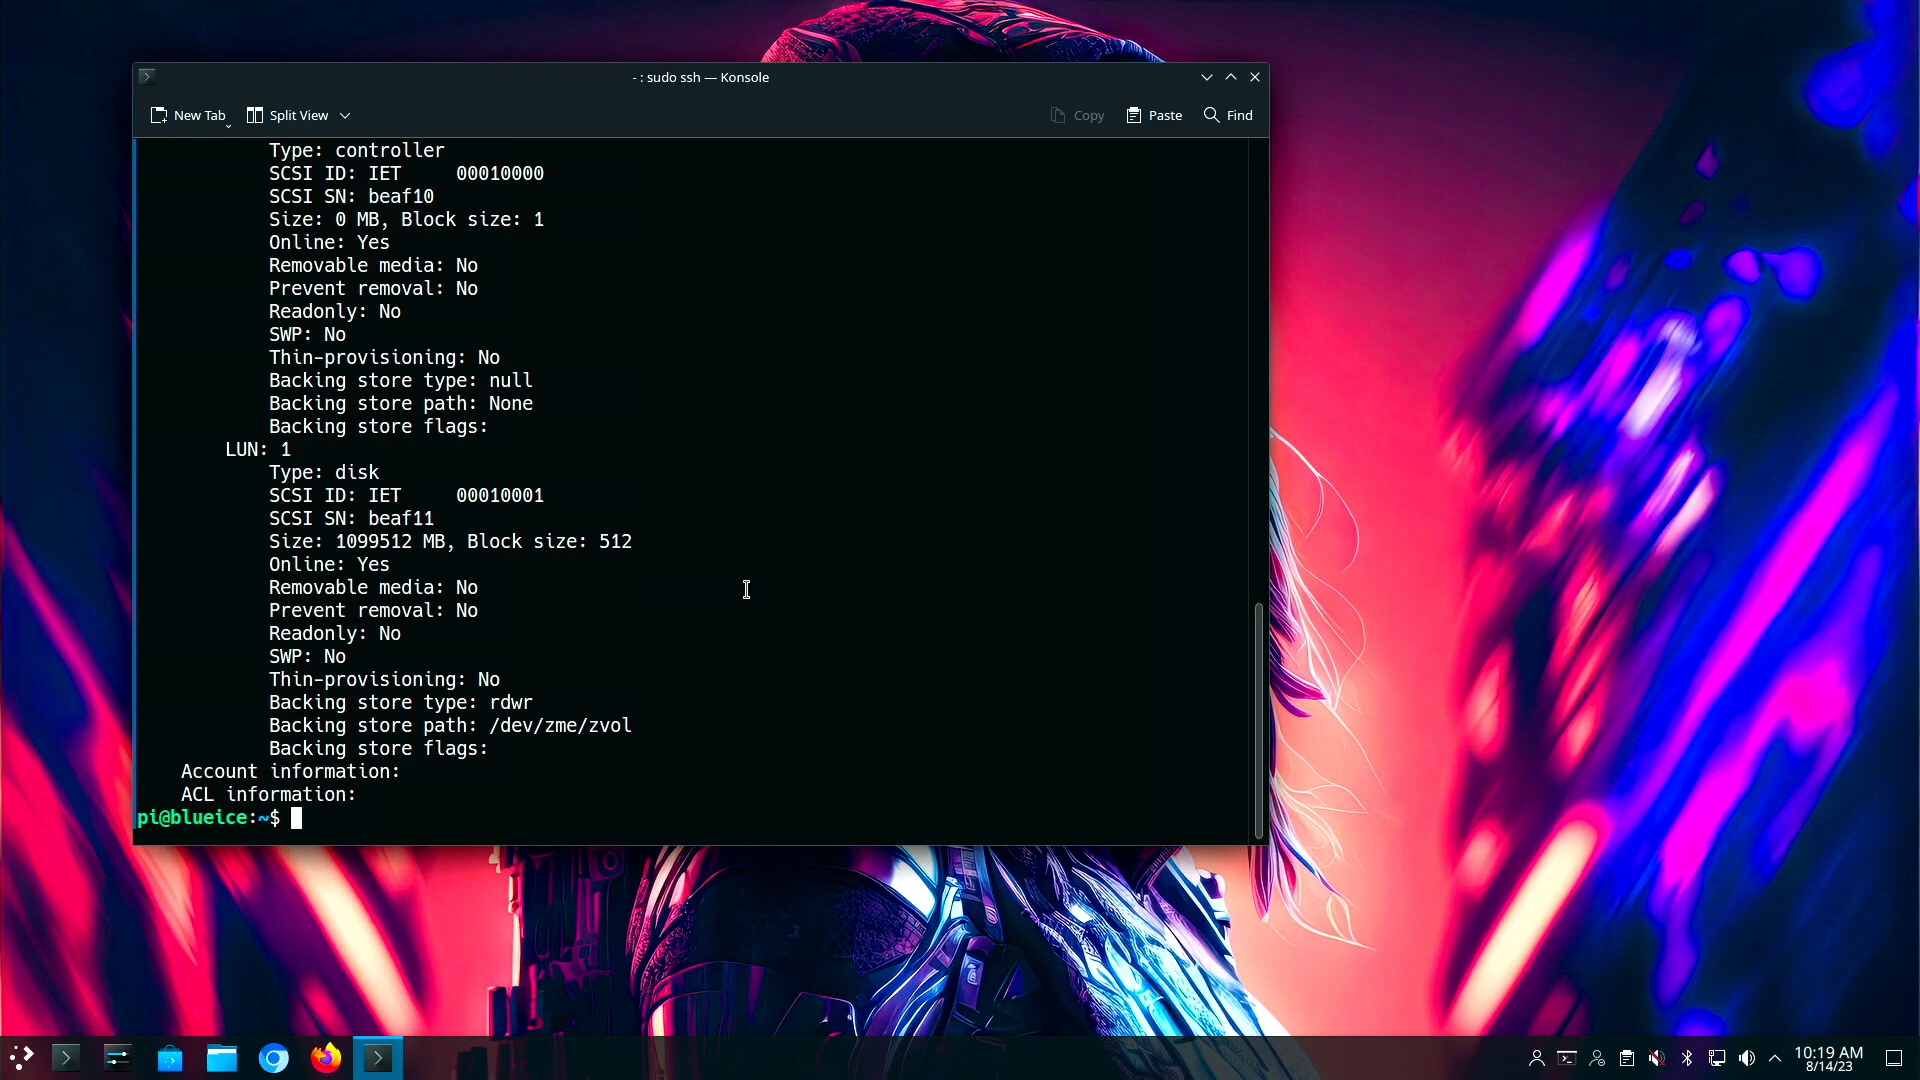 - : sudo ssh — Konsole
New Tab Split View Copy Paste Find
Type: controller
SCSI ID: IET     00010000
SCSI SN: beaf10
Size: 0 MB, Block size: 1
Online: Yes
Removable media: No
Prevent removal: No
Readonly: No
SWP: No
Thin-provisioning: No
Backing store type: null
Backing store path: None
Backing store flags:
LUN: 1
Type: disk
SCSI ID: IET     00010001
SCSI SN: beaf11
Size: 1099512 MB, Block size: 512
Online: Yes
Removable media: No
Prevent removal: No
Readonly: No
SWP: No
Thin-provisioning: No
Backing store type: rdwr
Backing store path: /dev/zme/zvol
Backing store flags:
Account information:
ACL information:
pi@blueice:~$
10:19 AM
8/14/23